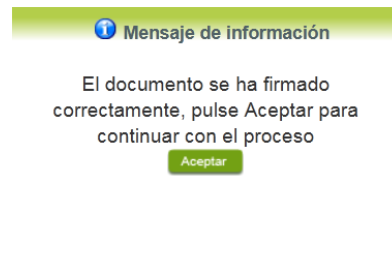 Mensaje de información
El documento se ha firmado
correctamente, pulse Aceptar para
continuar con el proceso
Aceptar